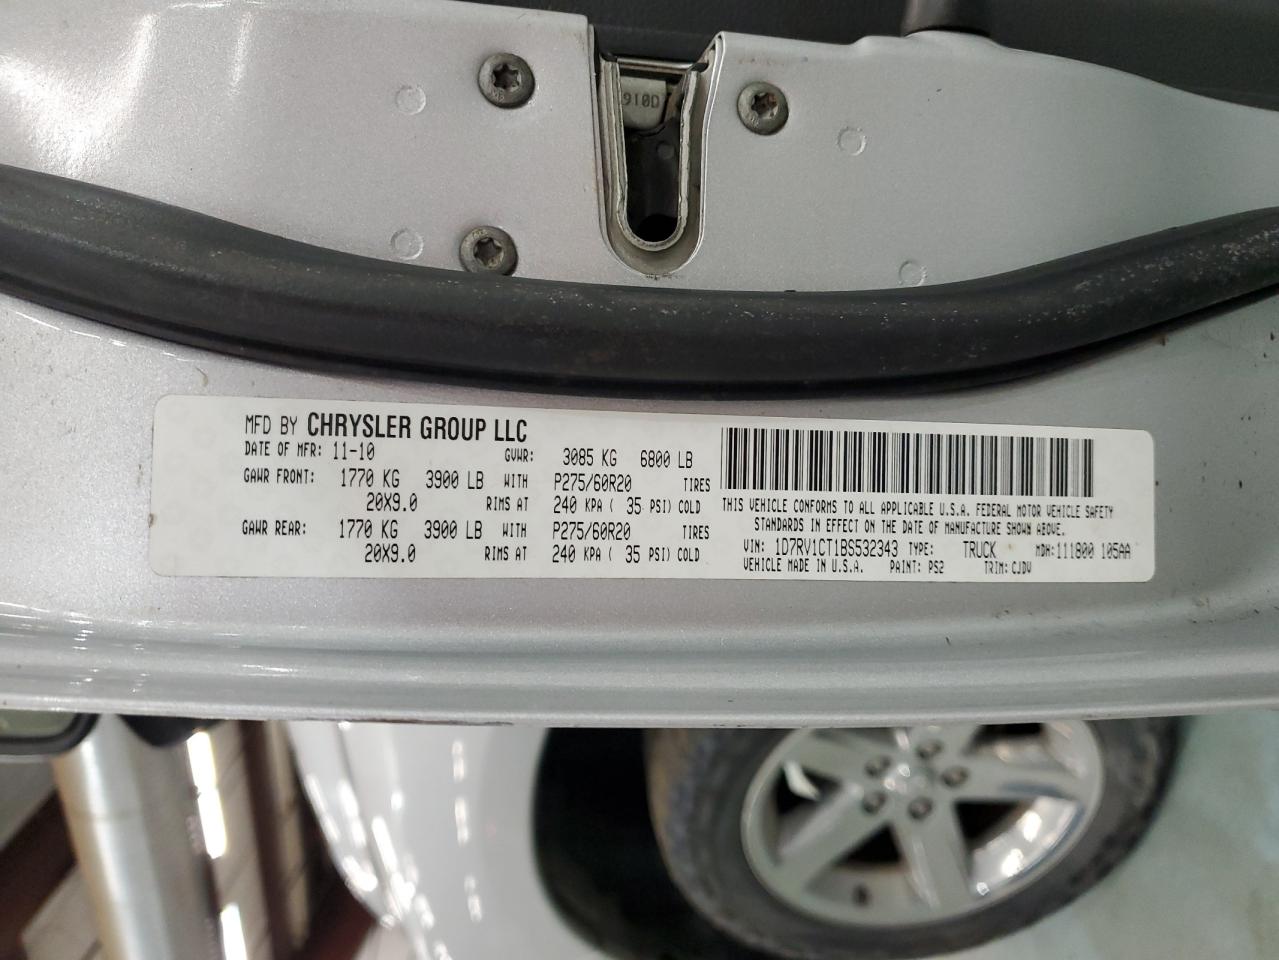 910D
MFD BY CHRYSLER GROUP LLC
DATE OF MFR: 11-10 GVWR: 3085 KG 6800 LB
GAWR FRONT: 1770 KG 3900 LB WITH P275/60R20 TIRES
20X9.0 RIMS AT 240 KPA ( 35 PSI) COLD
GAWR REAR: 1770 KG 3900 LB WITH P275/60R20 TIRES
20X9.0 RIMS AT 240 KPA ( 35 PSI) COLD
THIS VEHICLE CONFORMS TO ALL APPLICABLE U.S.A. FEDERAL MOTOR VEHICLE SAFETY
STANDARDS IN EFFECT ON THE DATE OF MANUFACTURE SHOWN ABOVE.
VIN: 1D7RV1CT1BS532343 TYPE: TRUCK MDH: 111800 105AA
VEHICLE MADE IN U.S.A. PAINT: PS2 TRIM: CJDV